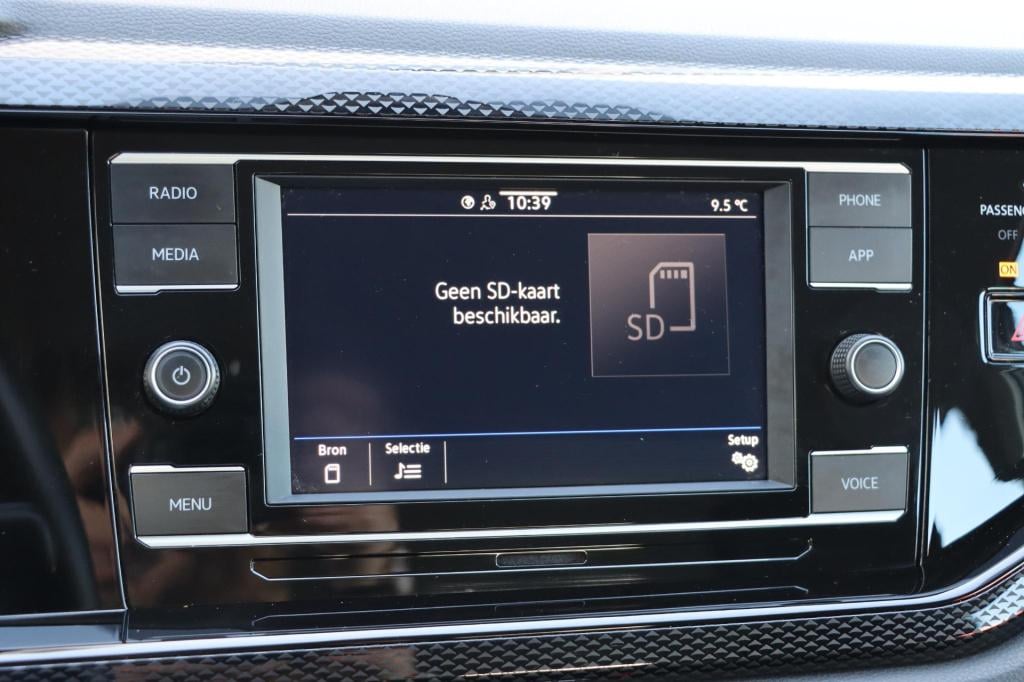 RADIO
MEDIA
MENU
10:39
9.5 °C
Geen SD-kaart
beschikbaar.
SD
Bron
Selectie
Setup
PHONE
APP
VOICE
OFF
ON